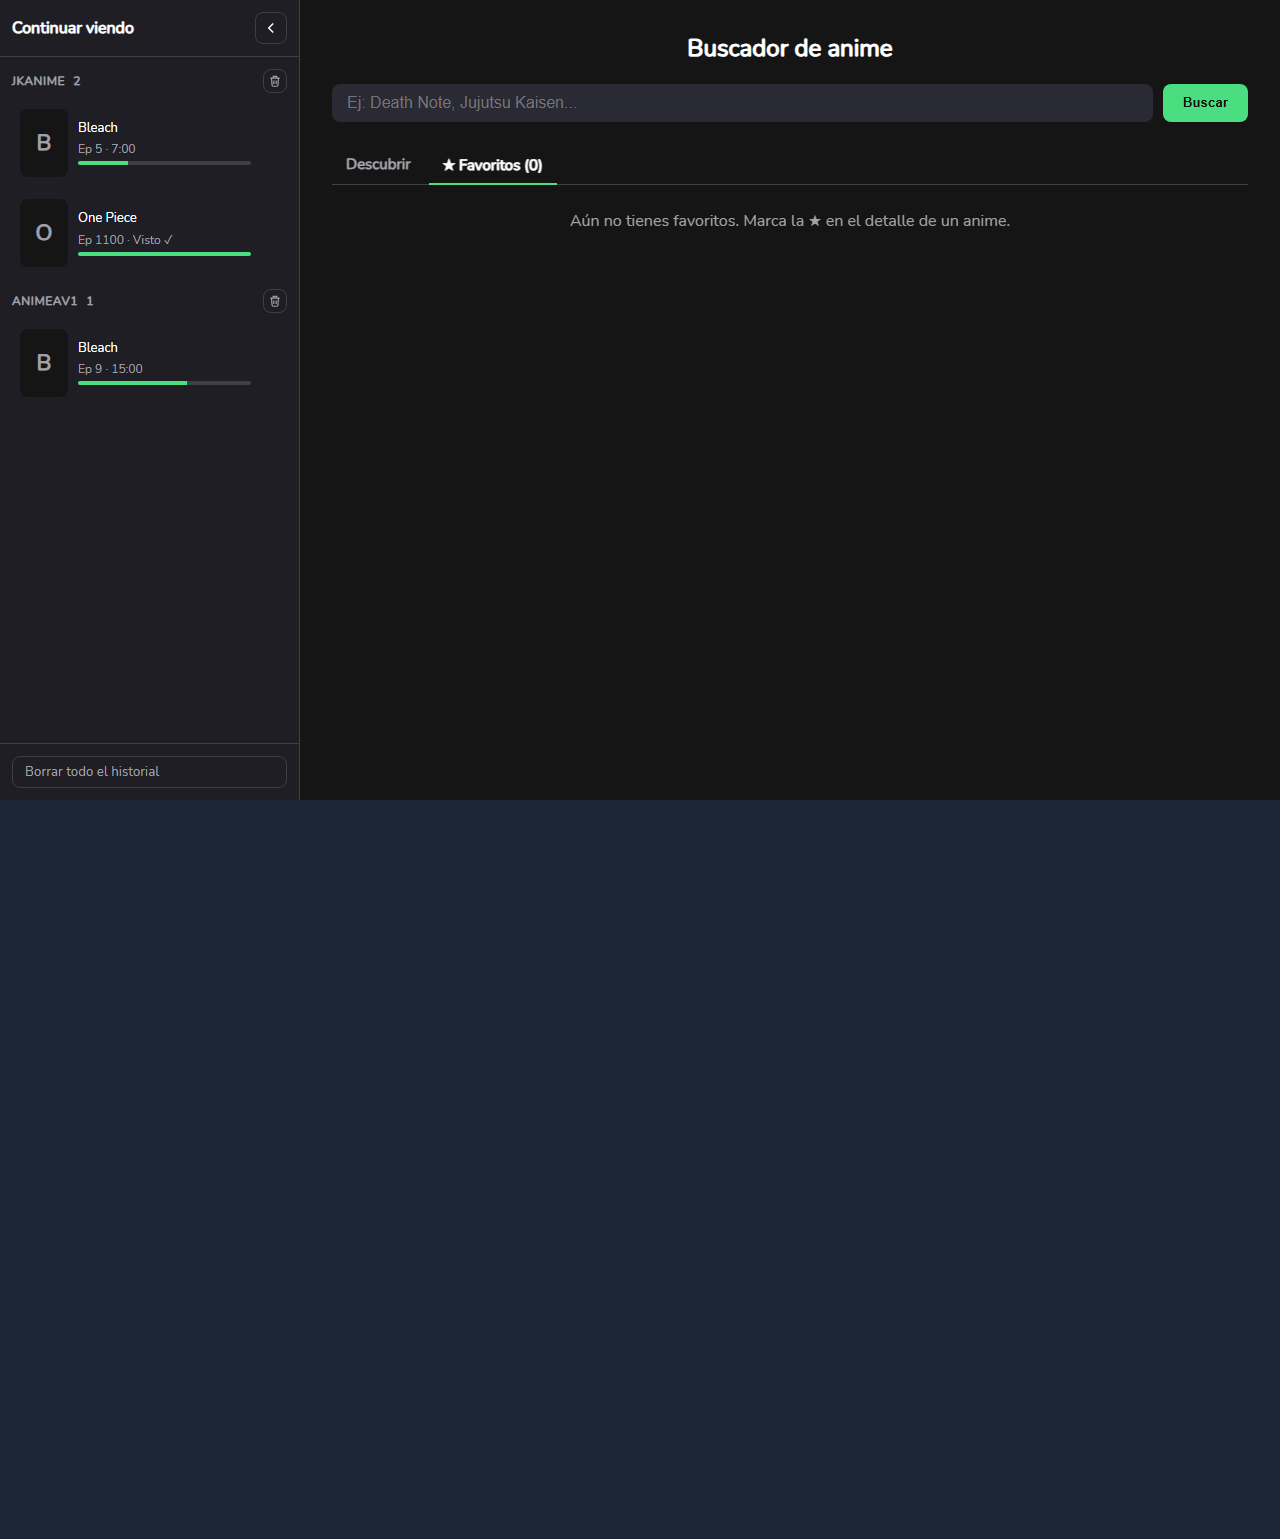 Continuar viendo
JKANIME 2
B
Bleach
Ep 5 · 7:00
O
One Piece
Ep 1100 · Visto ✓
ANIMEAV1 1
B
Bleach
Ep 9 · 15:00
Borrar todo el historial
Buscador de anime
Ej: Death Note, Jujutsu Kaisen...
Buscar
Descubrir
★ Favoritos (0)
Aún no tienes favoritos. Marca la ★ en el detalle de un anime.